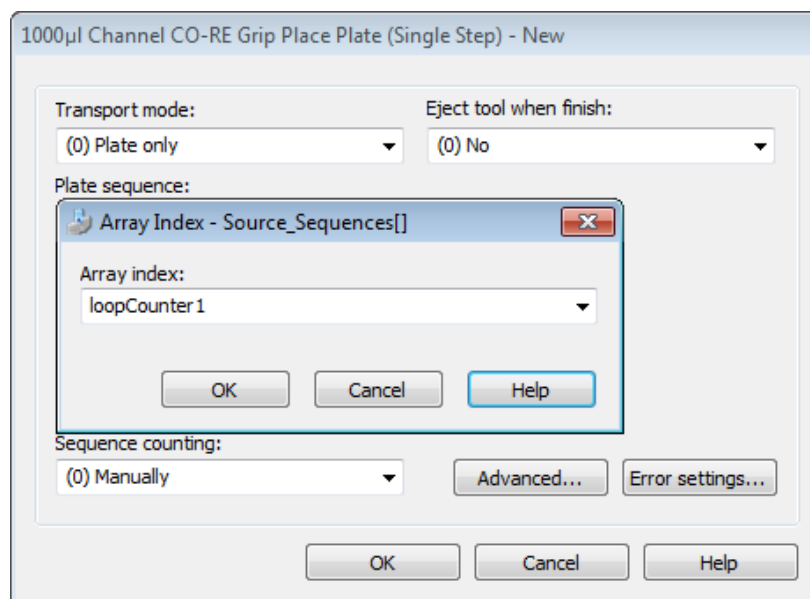 1000µl Channel CO-RE Grip Place Plate (Single Step) - New
Transport mode: Eject tool when finish:
(0) Plate only (0) No
Plate sequence:
Array Index - Source_Sequences[]
Array index:
loopCounter1
OK Cancel Help
Sequence counting:
(0) Manually Advanced... Error settings...
OK Cancel Help